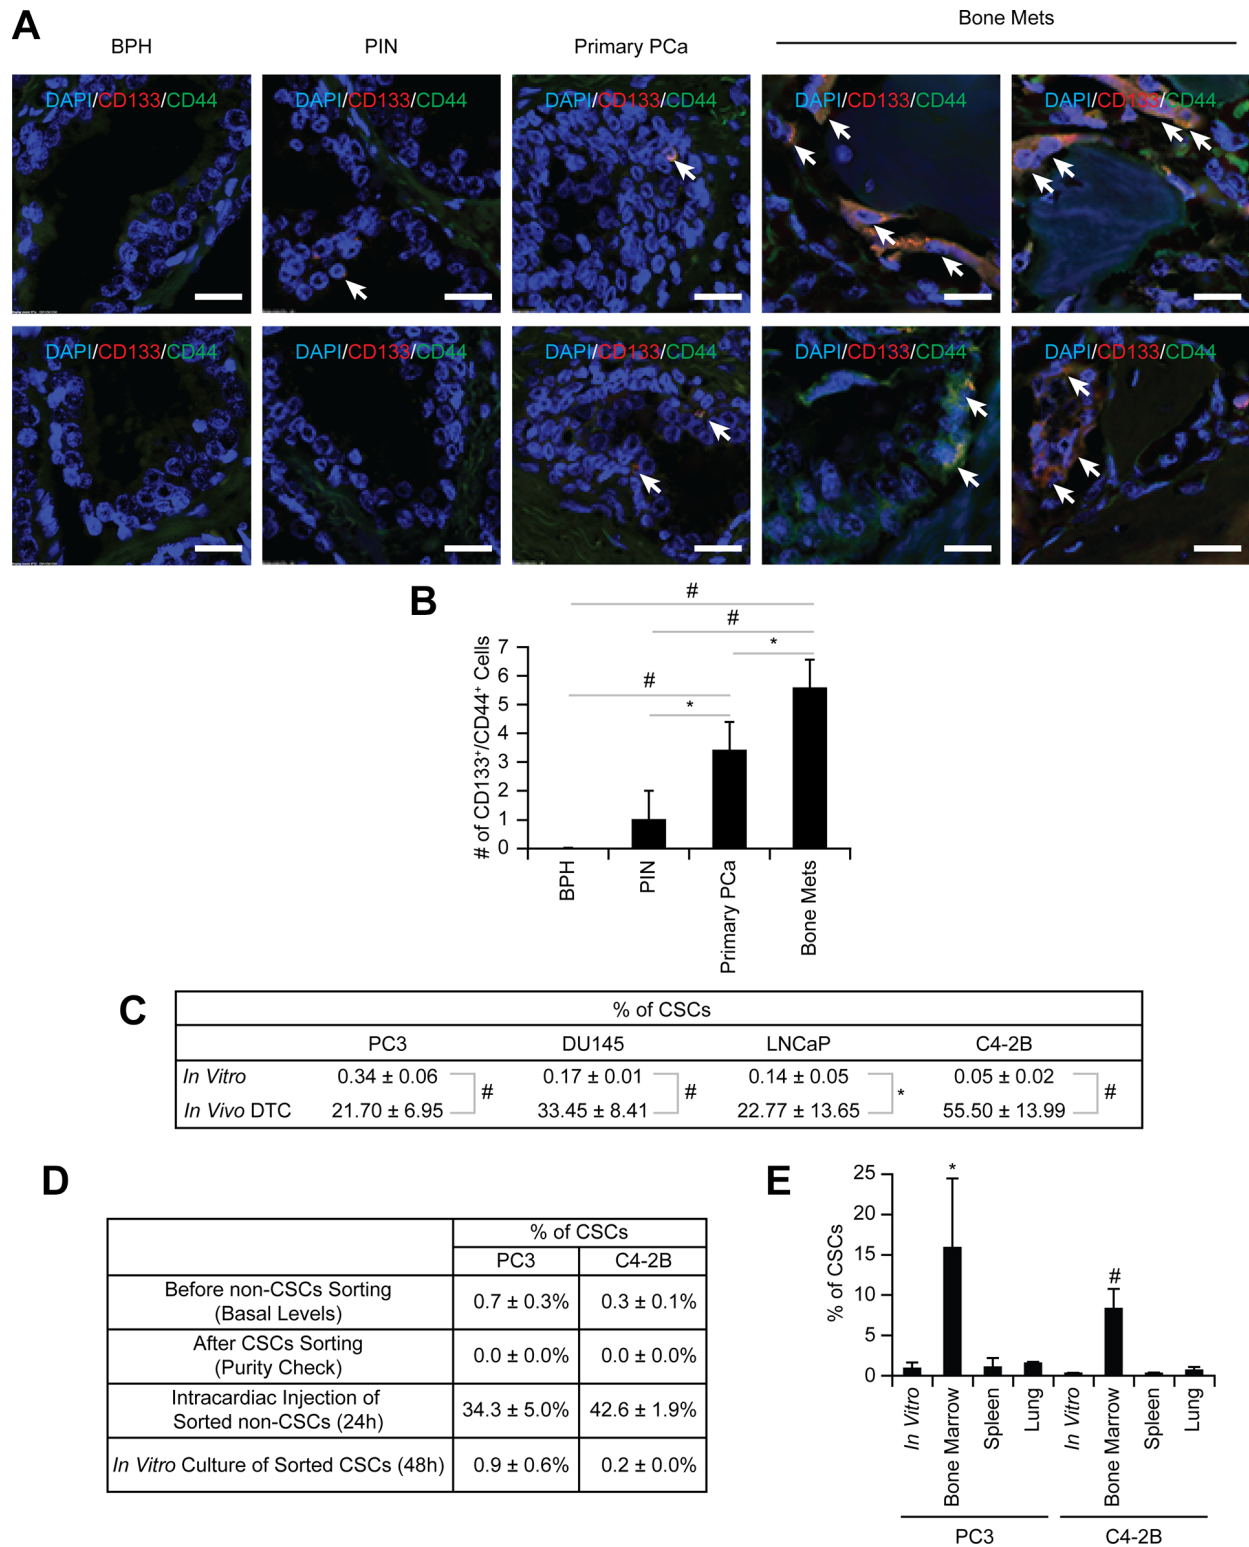 A
BPH
PIN
Primary PCa
Bone Mets
DAPI/CD133/CD44
DAPI/CD133/CD44
DAPI/CD133/CD44
DAPI/CD133/CD44
DAPI/CD133/CD44
DAPI/CD133/CD44
DAPI/CD133/CD44
DAPI/CD133/CD44
DAPI/CD133/CD44
DAPI/CD133/CD44
B
# of CD133⁺/CD44⁺ Cells
7
6
5
4
3
2
1
0
#
#
*
#
*
BPH
PIN
Primary PCa
Bone Mets
C
% of CSCs
PC3 DU145 LNCaP C4-2B
In Vitro 0.34 ± 0.06 0.17 ± 0.01 0.14 ± 0.05 0.05 ± 0.02
# # * #
In Vivo DTC 21.70 ± 6.95 33.45 ± 8.41 22.77 ± 13.65 55.50 ± 13.99
D
% of CSCs
PC3 C4-2B
Before non-CSCs Sorting
(Basal Levels)
0.7 ± 0.3% 0.3 ± 0.1%
After CSCs Sorting
(Purity Check)
0.0 ± 0.0% 0.0 ± 0.0%
Intracardiac Injection of
Sorted non-CSCs (24h)
34.3 ± 5.0% 42.6 ± 1.9%
In Vitro Culture of Sorted CSCs (48h) 0.9 ± 0.6% 0.2 ± 0.0%
E
% of CSCs
25
20
15
10
5
0
*
#
In Vitro
Bone Marrow
Spleen
Lung
In Vitro
Bone Marrow
Spleen
Lung
PC3
C4-2B